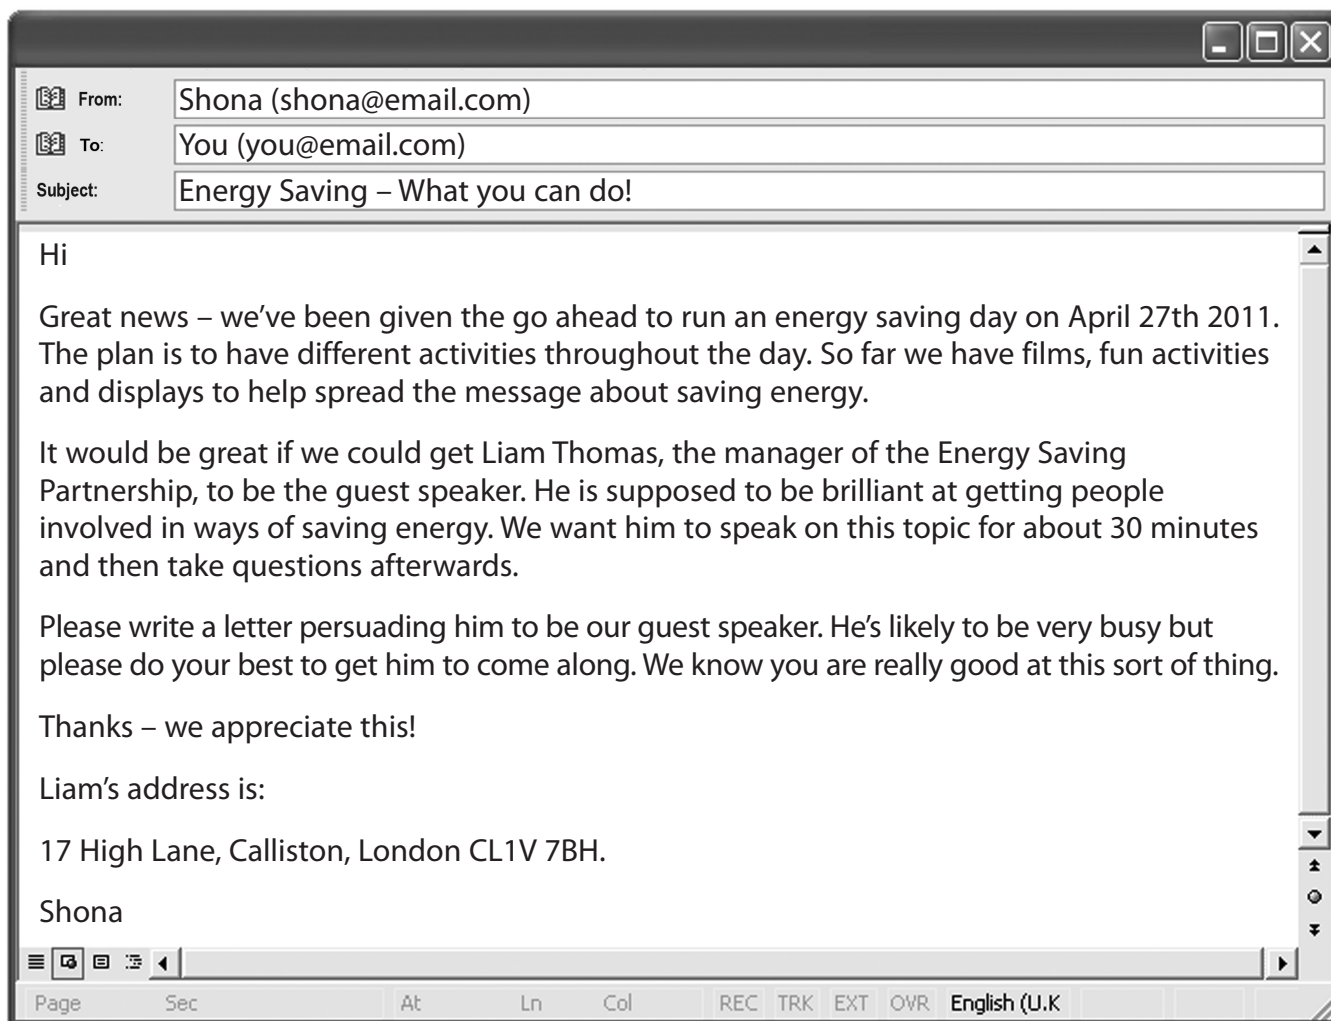 From: Shona (shona@email.com)
To: You (you@email.com)
Subject: Energy Saving – What you can do!
Hi
Great news – we’ve been given the go ahead to run an energy saving day on April 27th 2011.
The plan is to have different activities throughout the day. So far we have films, fun activities
and displays to help spread the message about saving energy.
It would be great if we could get Liam Thomas, the manager of the Energy Saving
Partnership, to be the guest speaker. He is supposed to be brilliant at getting people
involved in ways of saving energy. We want him to speak on this topic for about 30 minutes
and then take questions afterwards.
Please write a letter persuading him to be our guest speaker. He’s likely to be very busy but
please do your best to get him to come along. We know you are really good at this sort of thing.
Thanks – we appreciate this!
Liam’s address is:
17 High Lane, Calliston, London CL1V 7BH.
Shona
Page Sec At Ln Col REC TRK EXT OVR English (U.K